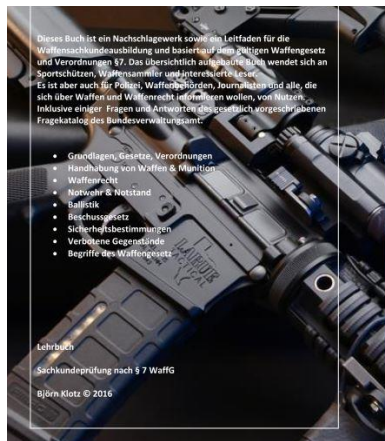 Dieses Buch ist ein Nachschlagewerk sowie ein Leitfaden für die
Waffensachkundeausbildung und basiert auf dem gültigen Waffengesetz
und Verordnungen §7. Das übersichtlich aufgebaute Buch wendet sich an
Sportschützen, Waffensammler und interessierte Leser.
Es ist aber auch für Polizei, Waffenbehörden, Journalisten und alle, die
sich über Waffen und Waffenrecht informieren wollen, von Nutzen.
Inklusive einiger Fragen und Antworten des gesetzlich vorgeschriebenen
Fragekatalog des Bundesverwaltungsamt.
• Grundlagen, Gesetze, Verordnungen
• Handhabung von Waffen & Munition
• Waffenrecht
• Notwehr & Notstand
• Ballistik
• Beschussgesetz
• Sicherheitsbestimmungen
• Verbotene Gegenstände
• Begriffe des Waffengesetz
LARUE
TACTICAL
Lehrbuch
Sachkundeprüfung nach § 7 WaffG
Björn Klotz © 2016